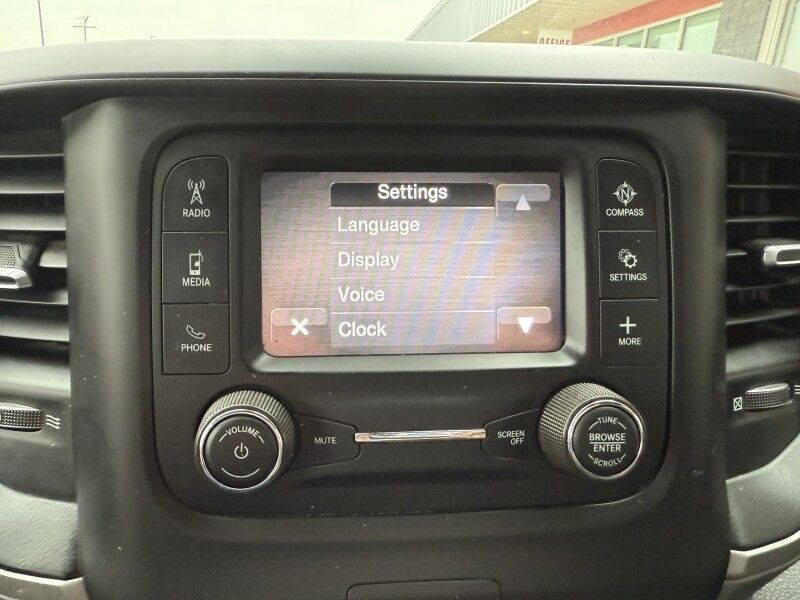 OFFICE
Settings
Language
Display
Voice
Clock
RADIO
MEDIA
PHONE
N
COMPASS
SETTINGS
MORE
VOLUME
MUTE
SCREEN
OFF
TUNE
BROWSE
ENTER
SCROLL